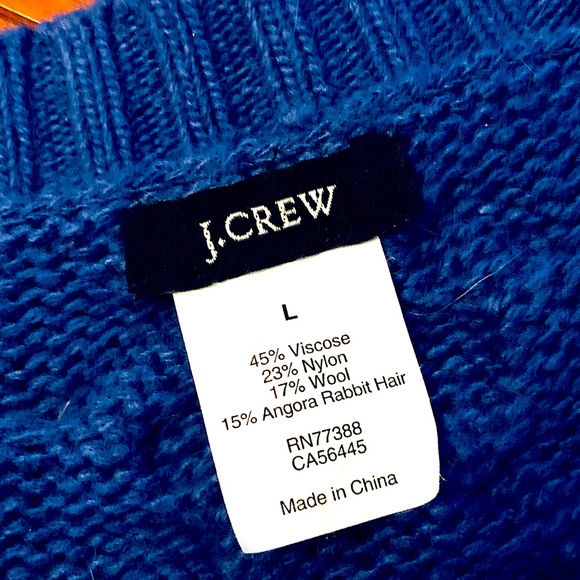 J.CREW
L
45% Viscose
23% Nylon
17% Wool
15% Angora Rabbit Hair
RN77388
CA56445
Made in China